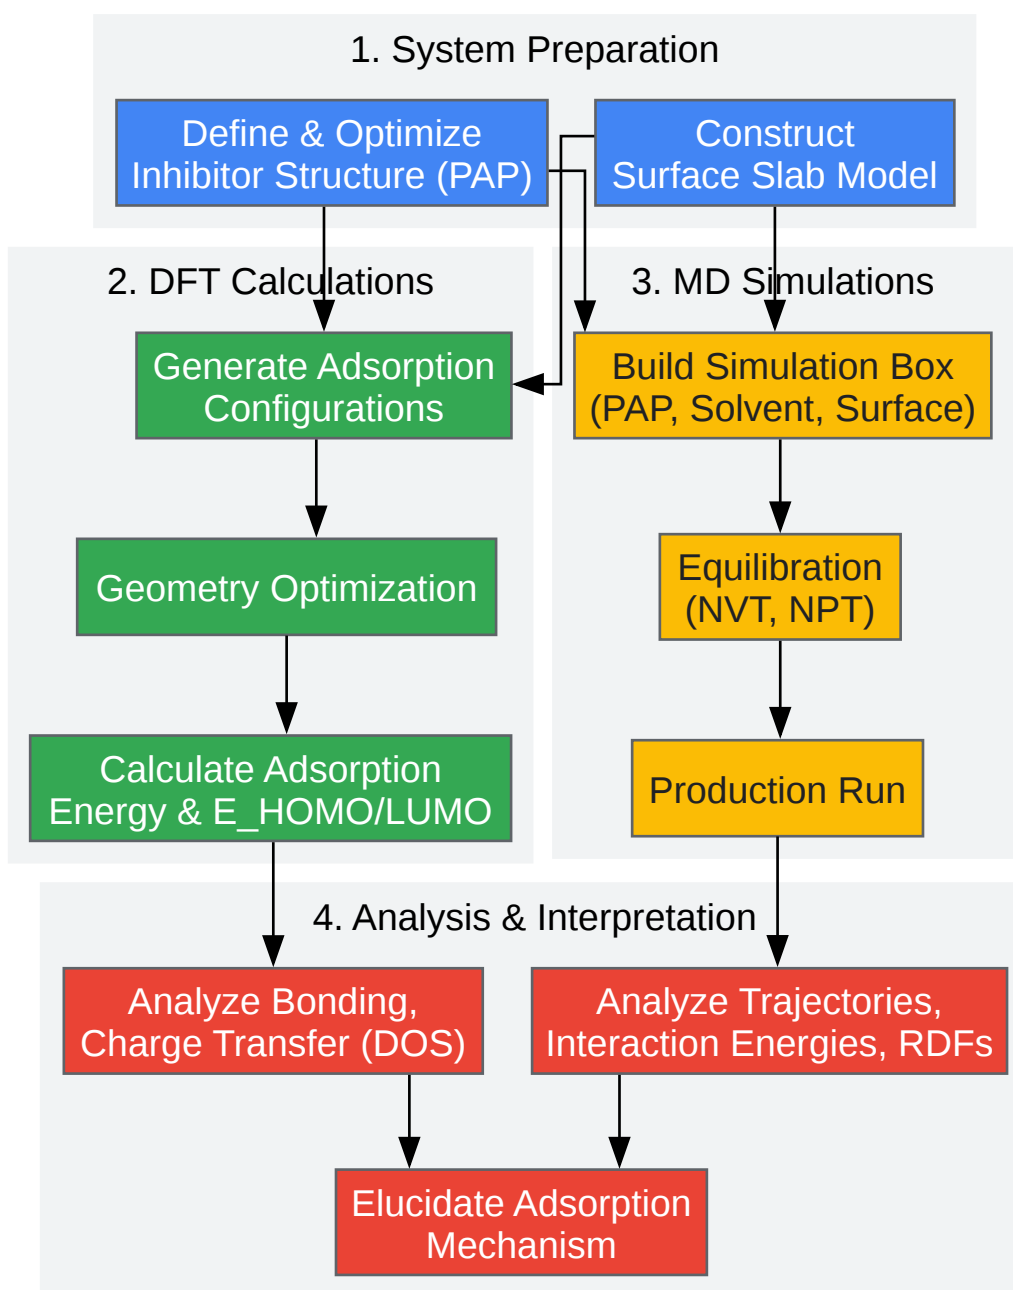 1. System Preparation
Define & Optimize
Inhibitor Structure (PAP)
Construct
Surface Slab Model
2. DFT Calculations
Generate Adsorption
Configurations
Geometry Optimization
Calculate Adsorption
Energy & E_HOMO/LUMO
3. MD Simulations
Build Simulation Box
(PAP, Solvent, Surface)
Equilibration
(NVT, NPT)
Production Run
4. Analysis & Interpretation
Analyze Bonding,
Charge Transfer (DOS)
Analyze Trajectories,
Interaction Energies, RDFs
Elucidate Adsorption
Mechanism